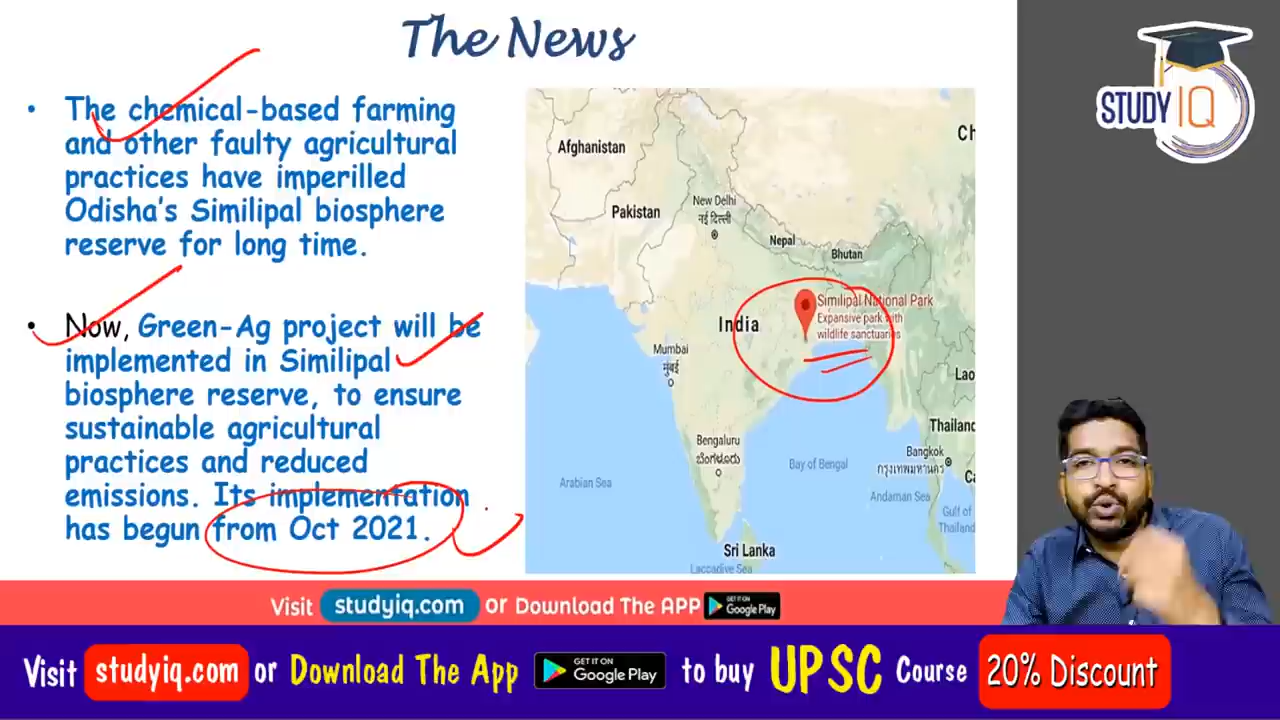 The News
• The chemical-based farming
and other faulty agricultural
practices have imperilled
Odisha's Similipal biosphere
reserve for long time.
• Now, Green-Ag project will be
implemented in Similipal
biosphere reserve, to ensure
sustainable agricultural
practices and reduced
emissions. Its implementation
has begun from Oct 2021.
Afghanistan
Ch
Pakistan
New Delhi
नई दिल्ली
Nepal
Bhutan
India
Similipal National Park
Expansive park with
wildlife sanctuaries
Mumbai
मुंबई
Lao
Thailand
Bengaluru
ಬೆಂಗಳೂರು
Bay of Bengal
Bangkok
กรุงเทพมหานคร
Arabian Sea
Andaman Sea
Gulf of
Thailand
Sri Lanka
Laccadive Sea
STUDY IQ
Visit studyiq.com or Download The APP GET IT ON Google Play
Visit studyiq.com or Download The App GET IT ON Google Play to buy UPSC Course 20% Discount